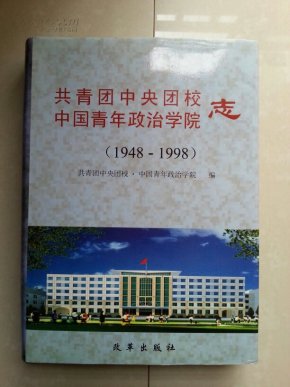 共青团中央团校
中国青年政治学院
志
（1948－1998）
共青团中央团校·中国青年政治学院 编
改革出版社